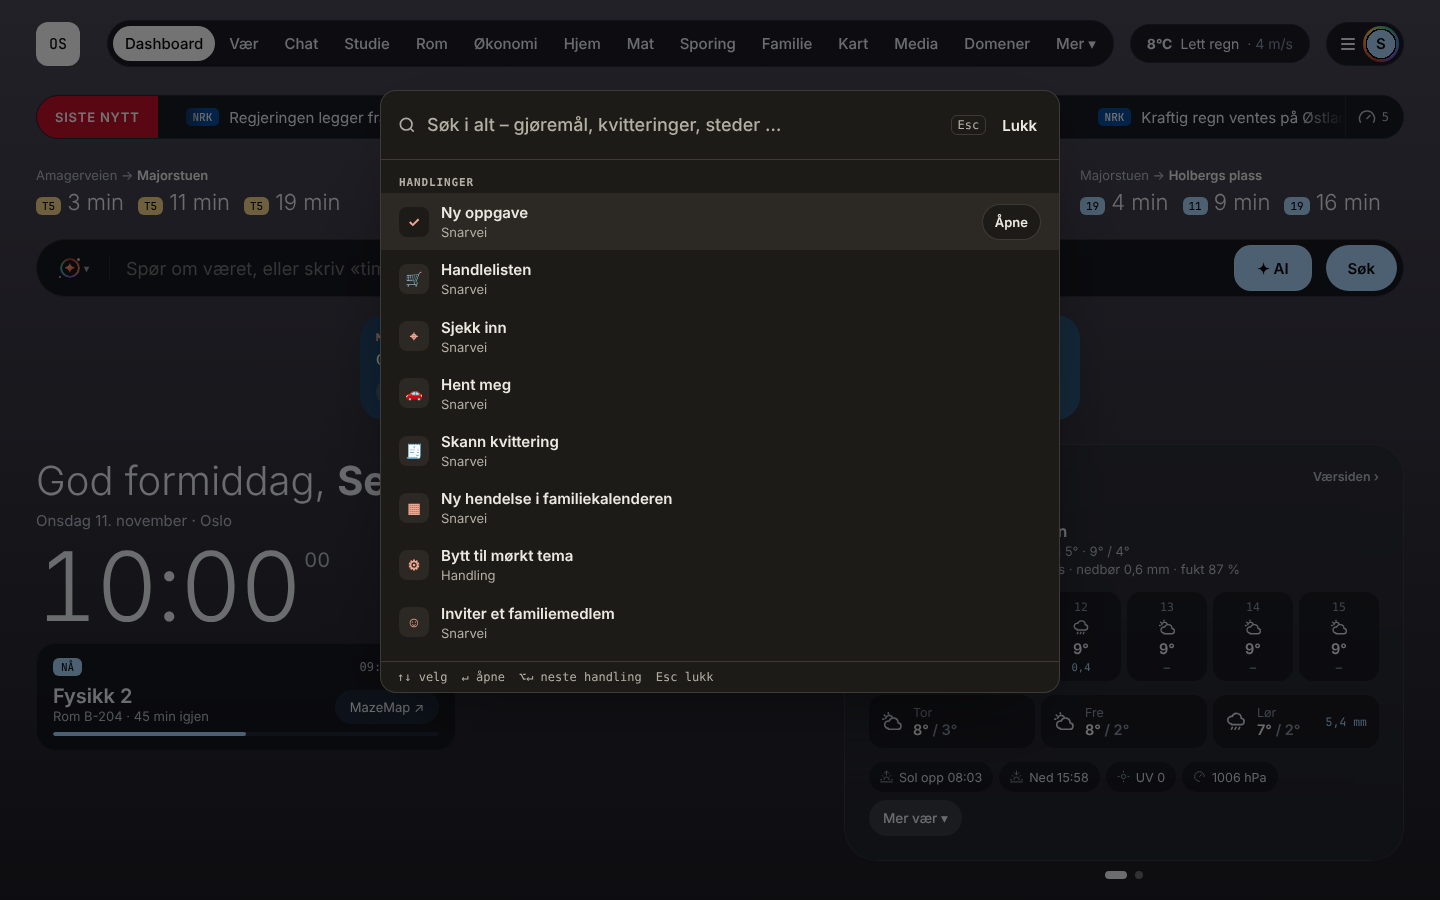 OS
Dashboard Vær Chat Studie Rom Økonomi Hjem Mat Sporing Familie Kart Media Domener Mer ▾
8°C Lett regn · 4 m/s
S
SISTE NYTT
NRK Regjeringen legger
NRK Kraftig regn ventes på
5
Amagerveien → Majorstuen
T5 3 min T5 11 min T5 19 min
Majorstuen → Holbergs plass
19 4 min 11 9 min 19 16 min
Spør om været, eller skriv
✦ AI
Søk
Søk i alt – gjøremål, kvitteringer, steder ...
Esc
Lukk
HANDLINGER
Ny oppgave
Snarvei
Åpne
Handlelisten
Snarvei
Sjekk inn
Snarvei
Hent meg
Snarvei
Skann kvittering
Snarvei
Ny hendelse i familiekalenderen
Snarvei
Bytt til mørkt tema
Handling
Inviter et familiemedlem
Snarvei
↑↓ velg ↵ åpne ⌥↵ neste handling Esc lukk
God formiddag,
Onsdag 11. november · Oslo
10:00 00
NÅ
09:
Fysikk 2
Rom B-204 · 45 min igjen
MazeMap ↗
Værsiden ›
5° · 9° / 4°
· nedbør 0,6 mm · fukt 87 %
12 13 14 15
9° 9° 9° 9°
0,4 – – –
Tor
8° / 3°
Fre
8° / 2°
Lør
7° / 2°
5,4 mm
Sol opp 08:03
Ned 15:58
UV 0
1006 hPa
Mer vær ▾